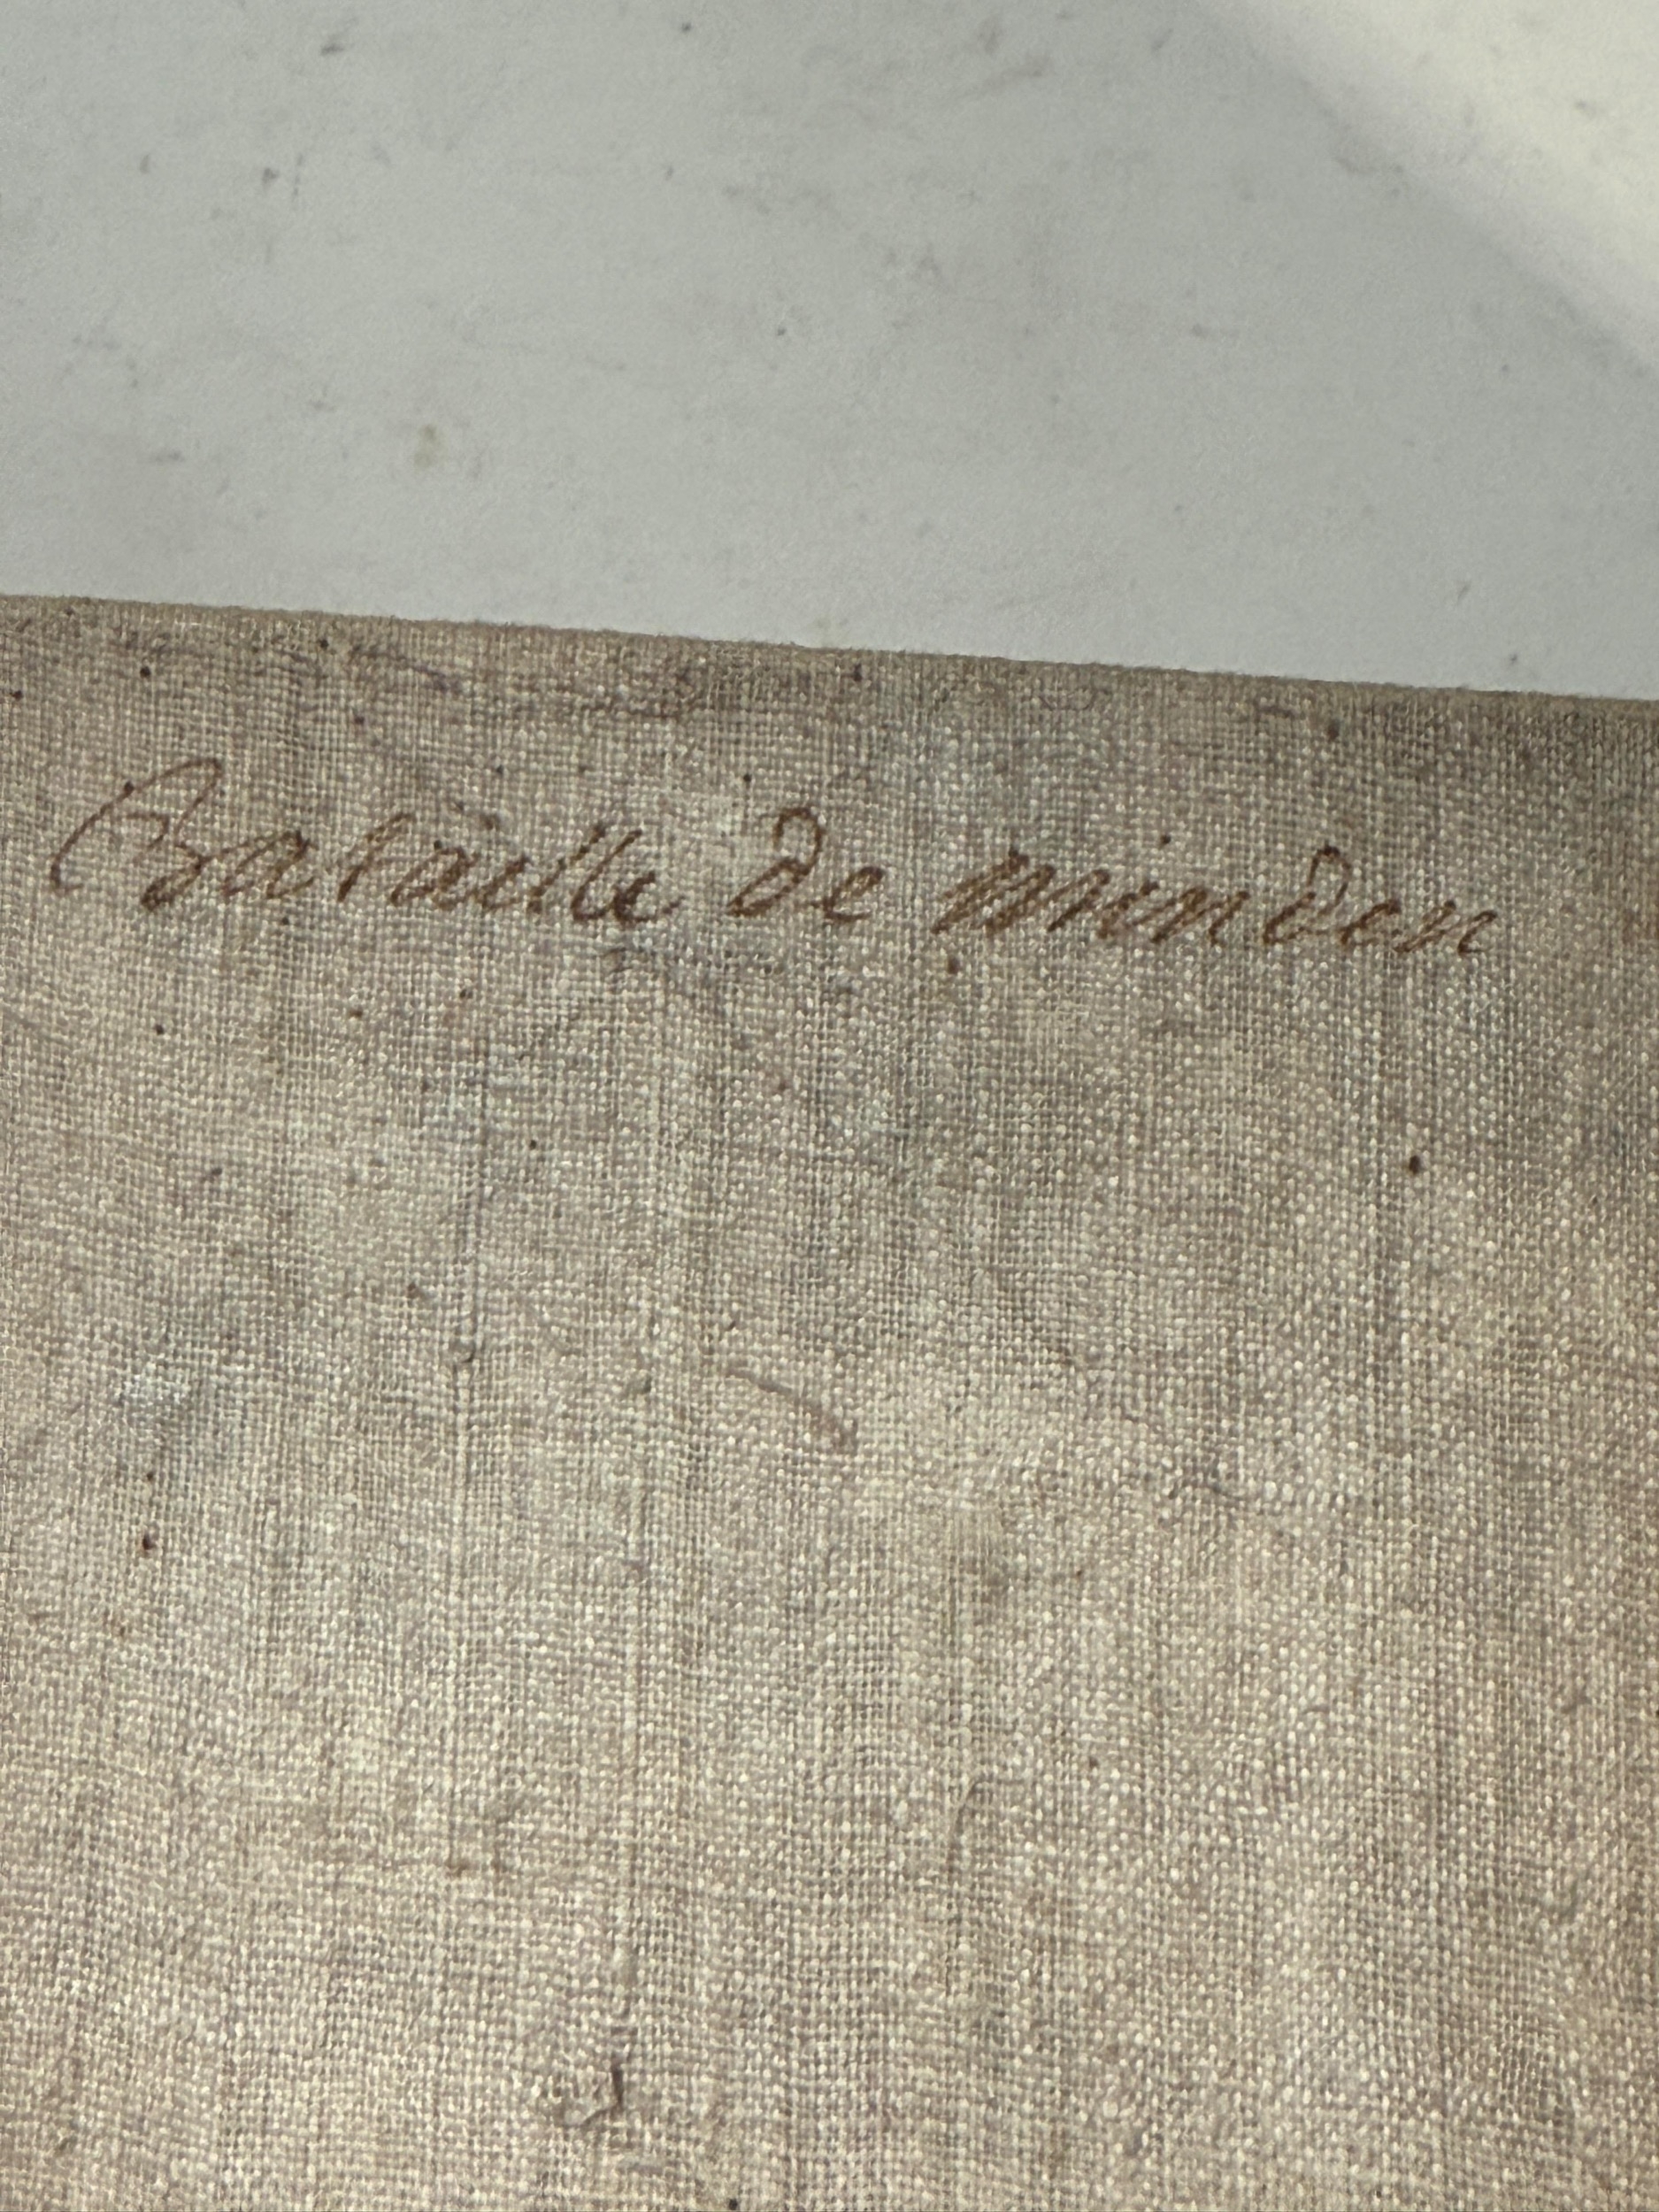 Bataille de minden